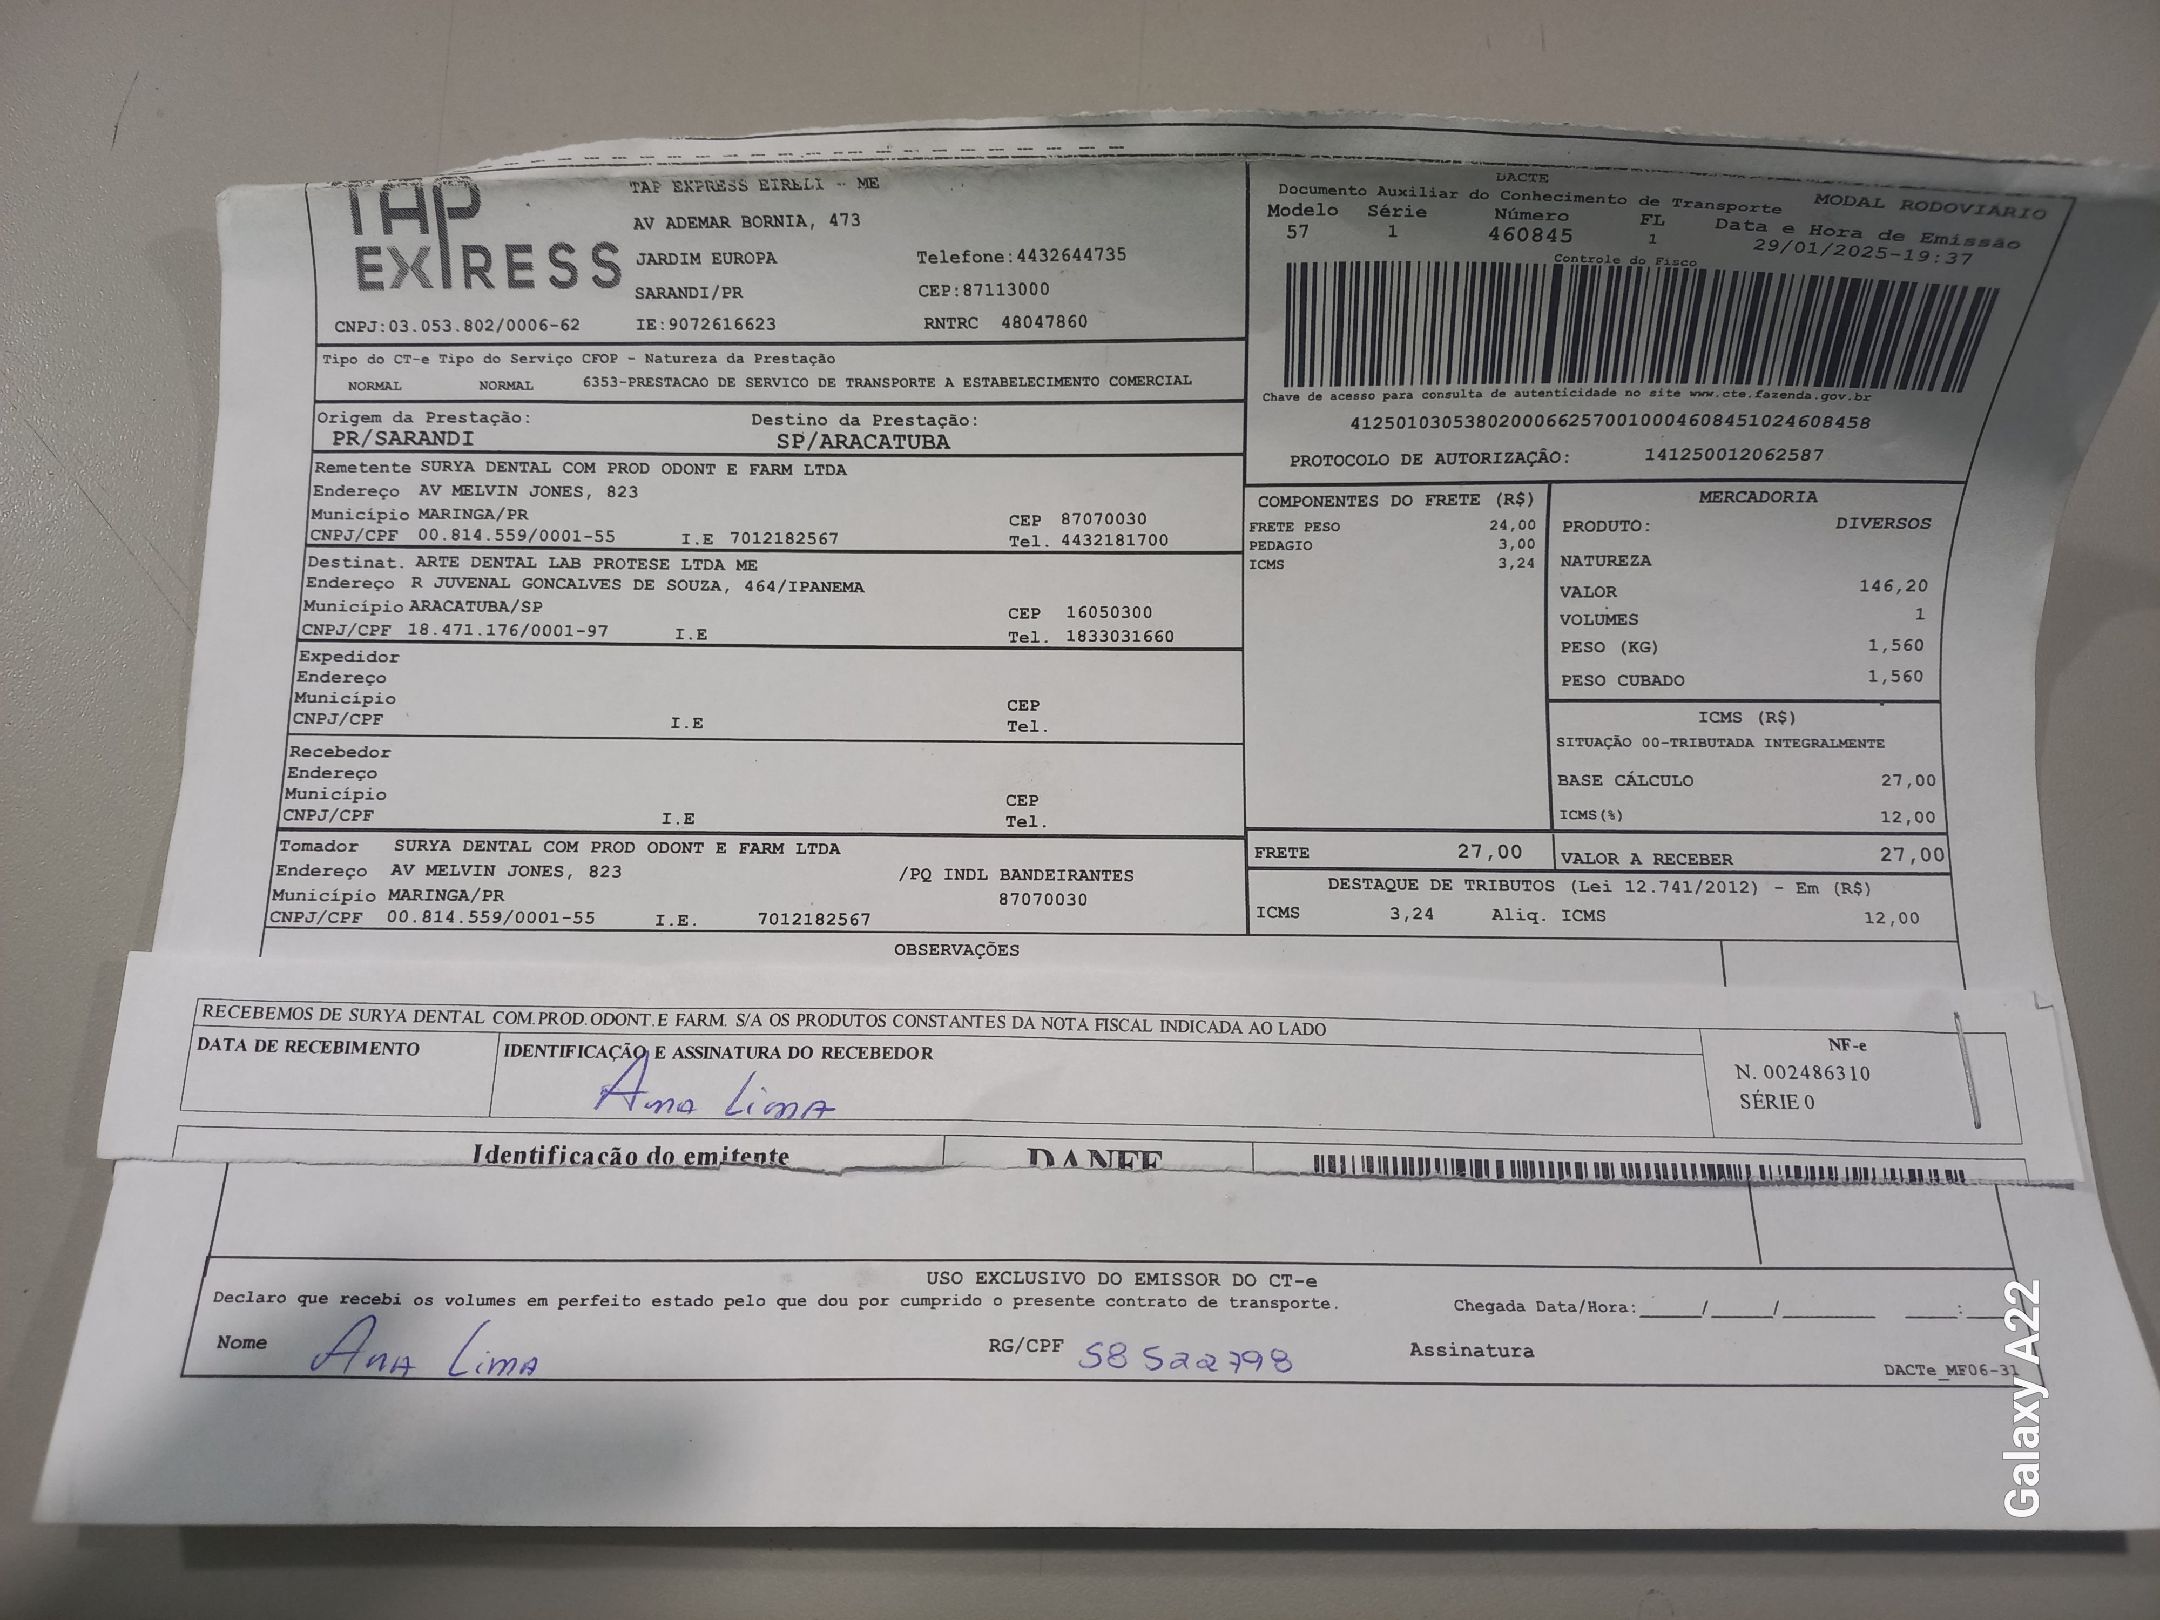 TAP EXPRESS
TAP EXPRESS EIRELI - ME
AV ADEMAR BORNIA, 473
JARDIM EUROPA Telefone:4432644735
SARANDI/PR CEP:87113000
CNPJ:03.053.802/0006-62 IE:9072616623 RNTRC 48047860
DACTE
Documento Auxiliar do Conhecimento de Transporte MODAL RODOVIÁRIO
Modelo Série Número FL Data e Hora de Emissão
57 1 460845 1 29/01/2025-19:37
Controle do Fisco
Chave de acesso para consulta de autenticidade no site www.cte.fazenda.gov.br
41250103053802000662570010004608451024608458
PROTOCOLO DE AUTORIZAÇÃO: 141250012062587
Tipo do CT-e Tipo do Serviço CFOP - Natureza da Prestação
NORMAL NORMAL 6353-PRESTACAO DE SERVICO DE TRANSPORTE A ESTABELECIMENTO COMERCIAL
Origem da Prestação: Destino da Prestação:
PR/SARANDI SP/ARACATUBA
Remetente SURYA DENTAL COM PROD ODONT E FARM LTDA
Endereço AV MELVIN JONES, 823
Município MARINGA/PR CEP 87070030
CNPJ/CPF 00.814.559/0001-55 I.E 7012182567 Tel. 4432181700
Destinat. ARTE DENTAL LAB PROTESE LTDA ME
Endereço R JUVENAL GONCALVES DE SOUZA, 464/IPANEMA
Município ARACATUBA/SP CEP 16050300
CNPJ/CPF 18.471.176/0001-97 I.E Tel. 1833031660
Expedidor
Endereço
Município CEP
CNPJ/CPF I.E Tel.
Recebedor
Endereço
Município CEP
CNPJ/CPF I.E Tel.
Tomador SURYA DENTAL COM PROD ODONT E FARM LTDA
Endereço AV MELVIN JONES, 823 /PQ INDL BANDEIRANTES
Município MARINGA/PR 87070030
CNPJ/CPF 00.814.559/0001-55 I.E. 7012182567
COMPONENTES DO FRETE (R$)
FRETE PESO 24,00
PEDAGIO 3,00
ICMS 3,24
MERCADORIA
PRODUTO: DIVERSOS
NATUREZA
VALOR 146,20
VOLUMES 1
PESO (KG) 1,560
PESO CUBADO 1,560
ICMS (R$)
SITUAÇÃO 00-TRIBUTADA INTEGRALMENTE
BASE CÁLCULO 27,00
ICMS(%) 12,00
FRETE 27,00 VALOR A RECEBER 27,00
DESTAQUE DE TRIBUTOS (Lei 12.741/2012) - Em (R$)
ICMS 3,24 Aliq. ICMS 12,00
OBSERVAÇÕES
RECEBEMOS DE SURYA DENTAL COM.PROD.ODONT.E FARM. S/A OS PRODUTOS CONSTANTES DA NOTA FISCAL INDICADA AO LADO
DATA DE RECEBIMENTO IDENTIFICAÇÃO E ASSINATURA DO RECEBEDOR
Ana Lima
NF-e
N. 002486310
SÉRIE 0
Identificação do emitente DANFE
USO EXCLUSIVO DO EMISSOR DO CT-e
Declaro que recebi os volumes em perfeito estado pelo que dou por cumprido o presente contrato de transporte. Chegada Data/Hora:_____/_____/_________ _____:___
Nome Ana Lima RG/CPF 58522798 Assinatura
DACTe_MF06-31
Galaxy A22